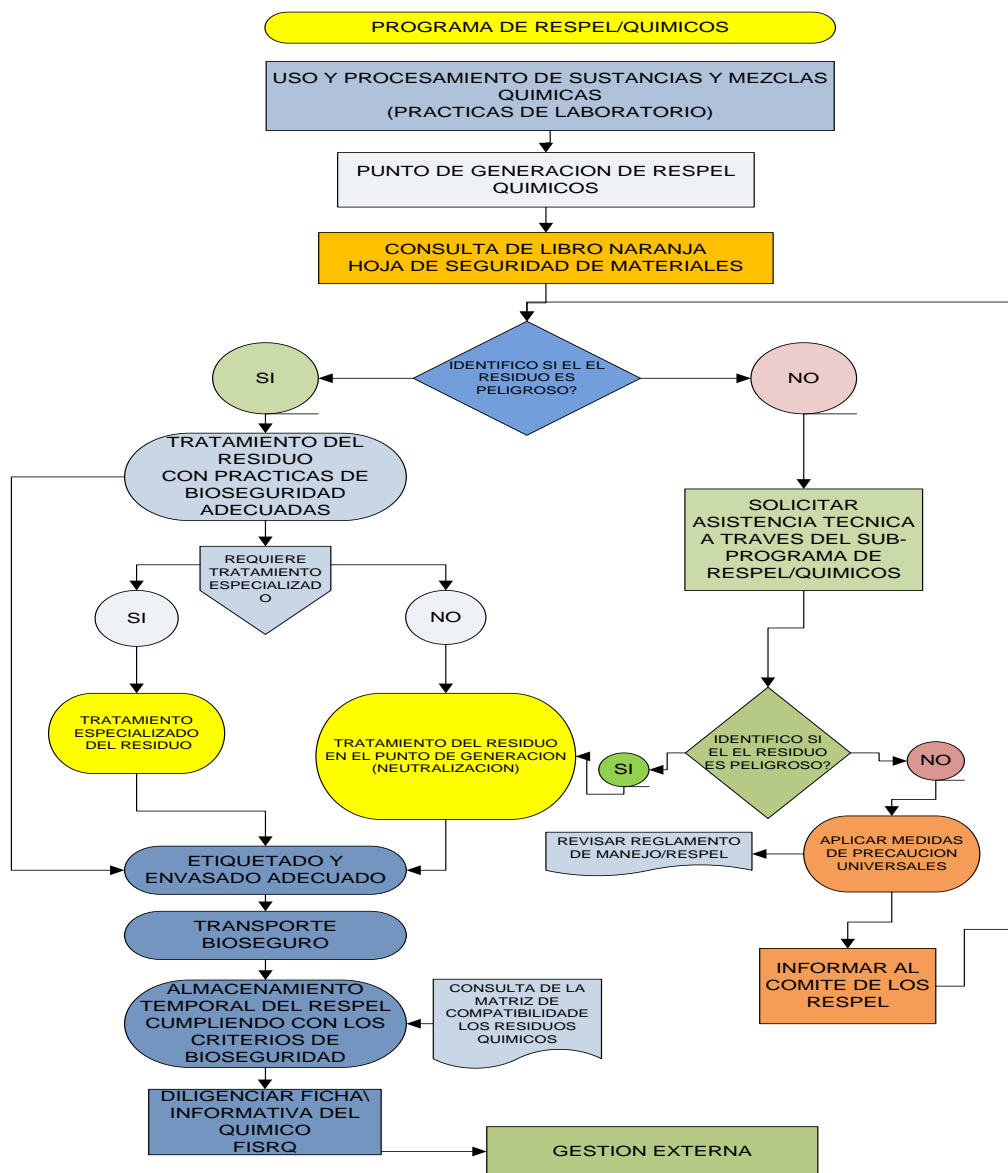 PROGRAMA DE RESPEL/QUIMICOS
USO Y PROCESAMIENTO DE SUSTANCIAS Y MEZCLAS
QUIMICAS
(PRACTICAS DE LABORATORIO)
PUNTO DE GENERACION DE RESPEL
QUIMICOS
CONSULTA DE LIBRO NARANJA
HOJA DE SEGURIDAD DE MATERIALES
IDENTIFICO SI EL EL
RESIDUO ES
PELIGROSO?
SI
NO
TRATAMIENTO DEL
RESIDUO
CON PRACTICAS DE
BIOSEGURIDAD
ADECUADAS
SOLICITAR
ASISTENCIA TECNICA
A TRAVES DEL SUB-
PROGRAMA DE
RESPEL/QUIMICOS
REQUIERE
TRATAMIENTO
ESPECIALIZAD
O
SI
NO
TRATAMIENTO
ESPECIALIZADO
DEL RESIDUO
TRATAMIENTO DEL RESIDUO
EN EL PUNTO DE GENERACION
(NEUTRALIZACION)
IDENTIFICO SI
EL EL RESIDUO
ES PELIGROSO?
SI
NO
REVISAR REGLAMENTO
DE MANEJO/RESPEL
APLICAR MEDIDAS
DE PRECAUCION
UNIVERSALES
ETIQUETADO Y
ENVASADO ADECUADO
TRANSPORTE
BIOSEGURO
INFORMAR AL
COMITE DE LOS
RESPEL
ALMACENAMIENTO
TEMPORAL DEL RESPEL
CUMPLIENDO CON LOS
CRITERIOS DE
BIOSEGURIDAD
CONSULTA DE LA
MATRIZ DE
COMPATIBILIDADE
LOS RESIDUOS
QUIMICOS
DILIGENCIAR FICHA\
INFORMATIVA DEL
QUIMICO
FISRQ
GESTION EXTERNA